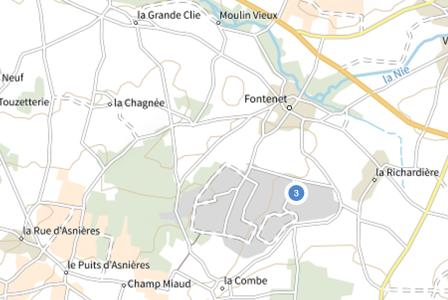 la Grande Clie
Moulin Vieux
V
la Nie
Neuf
Touzetterie
la Chagnée
Fontenet
la Richardière
3
la Rue d'Asnières
le Puits d'Asnières
Champ Miaud
la Combe